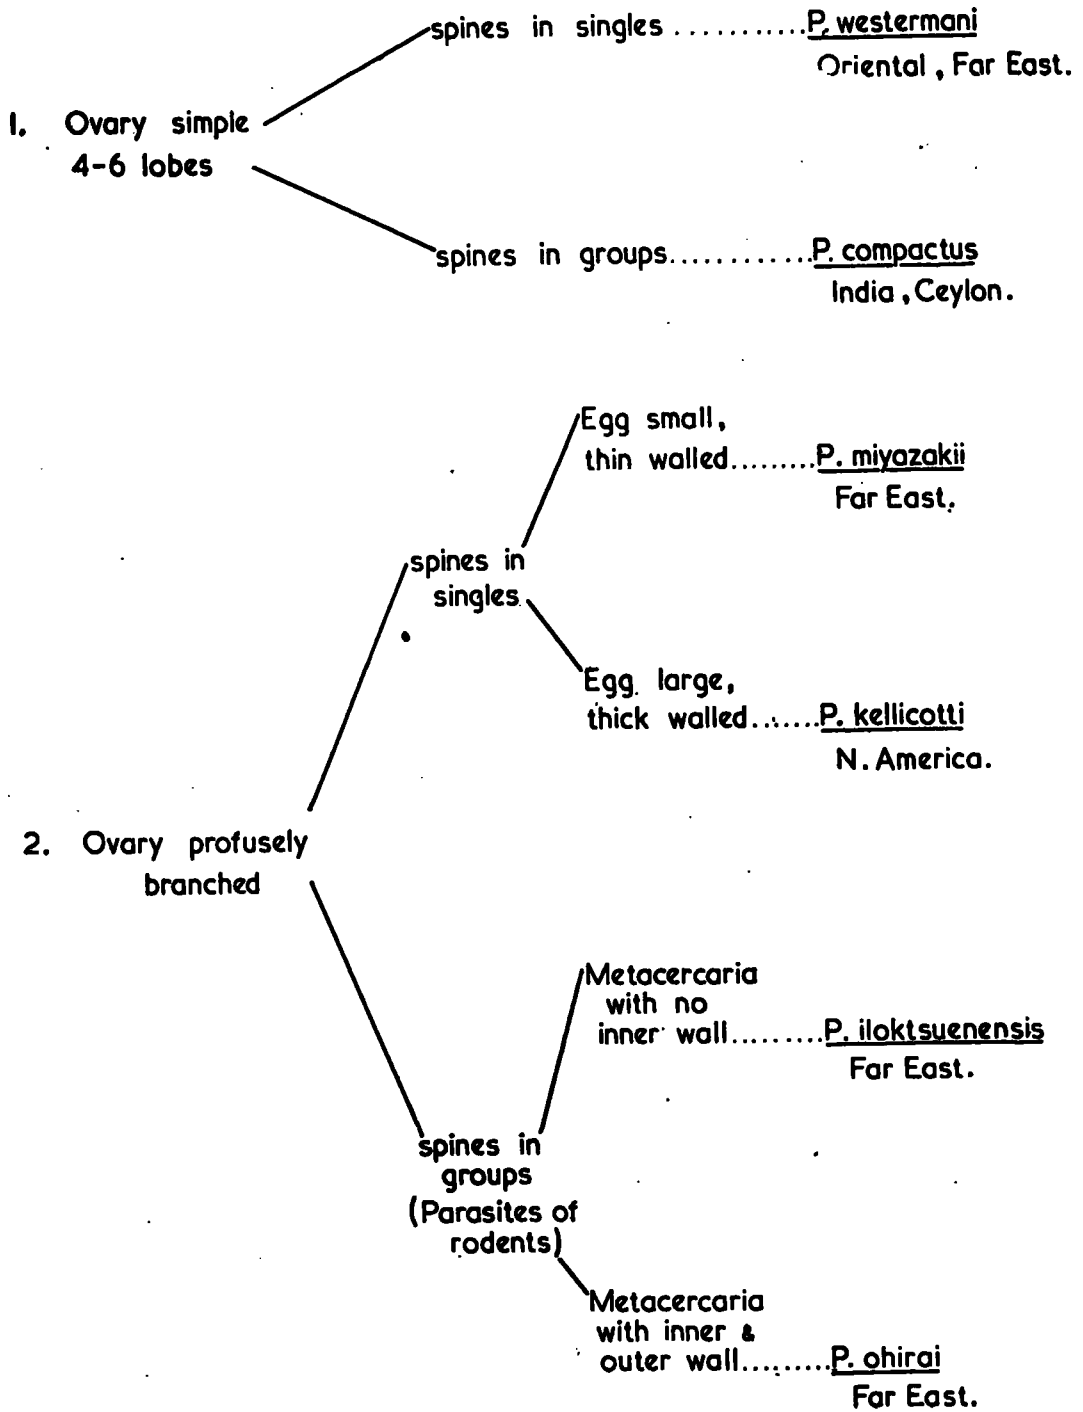 spines in singles ........... P. westermani
Oriental, Far East.
1. Ovary simple
4-6 lobes
spines in groups............ P. compactus
India, Ceylon.
Egg small,
thin walled......... P. miyazakii
Far East.
spines in
singles
Egg large,
thick walled....... P. kellicotti
N. America.
2. Ovary profusely
branched
Metacercaria
with no
inner wall......... P. iloktsuenensis
Far East.
spines in
groups
(Parasites of
rodents)
Metacercaria
with inner &
outer wall......... P. ohirai
Far East.